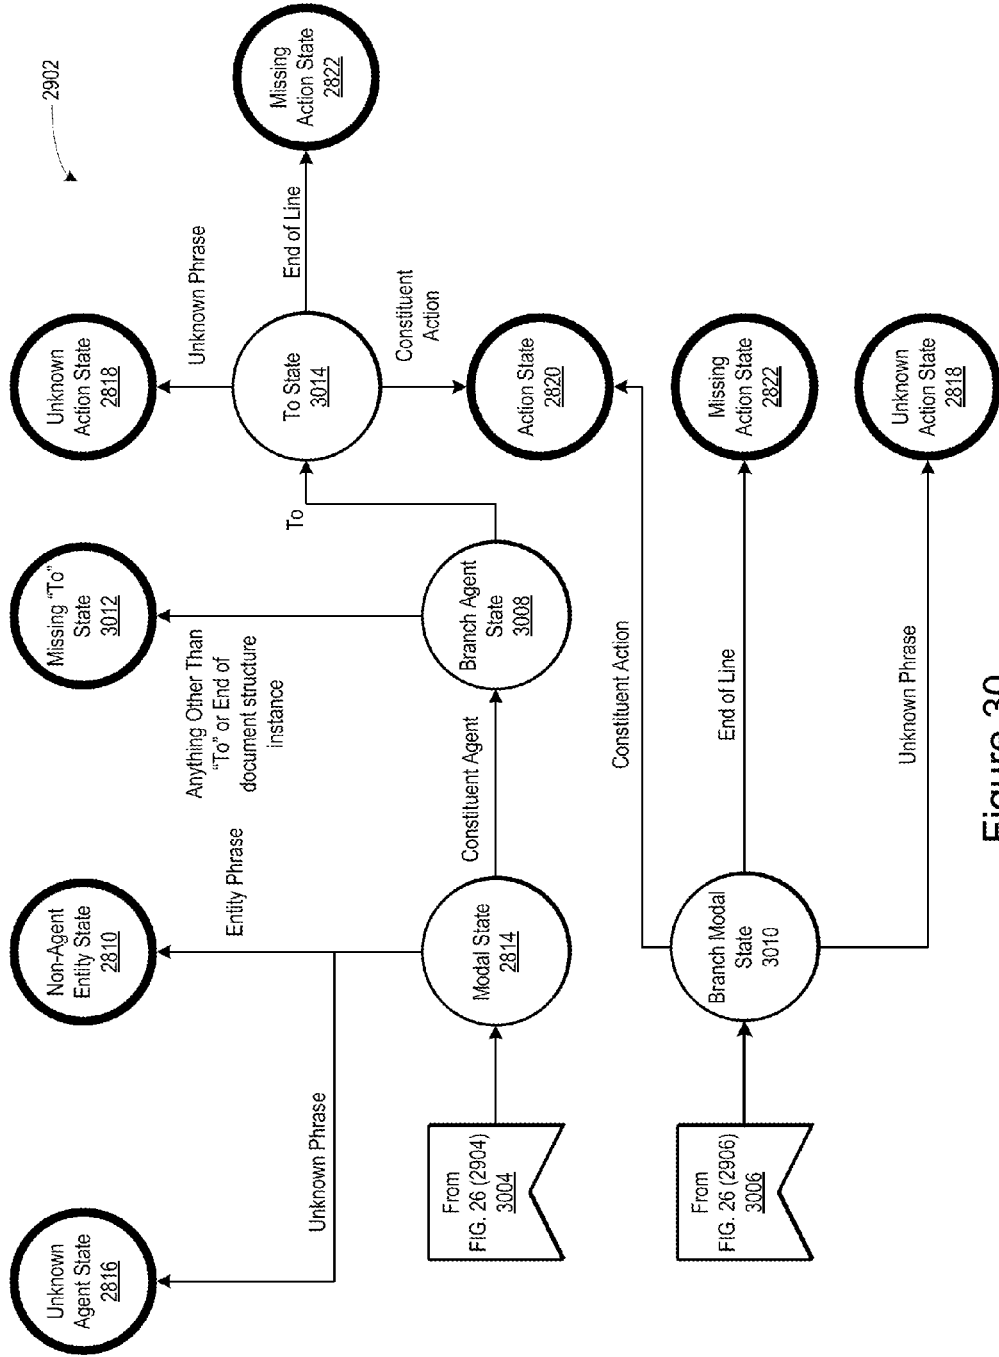 2902
Unknown
Agent State
2816
Non-Agent
Entity State
2810
Missing "To"
State
3012
Unknown
Action State
2818
Missing
Action State
2822
Unknown Phrase
Entity Phrase
Anything Other Than
"To" or End of
document structure
instance
Unknown Phrase
End of Line
To State
3014
To
Constituent
Action
From
FIG. 26 (2904)
3004
Modal State
2814
Constituent Agent
Branch Agent
State
3008
Action State
2820
Constituent Action
From
FIG. 26 (2906)
3006
Branch Modal
State
3010
End of Line
Missing
Action State
2822
Unknown Phrase
Unknown
Action State
2818
Figure 30